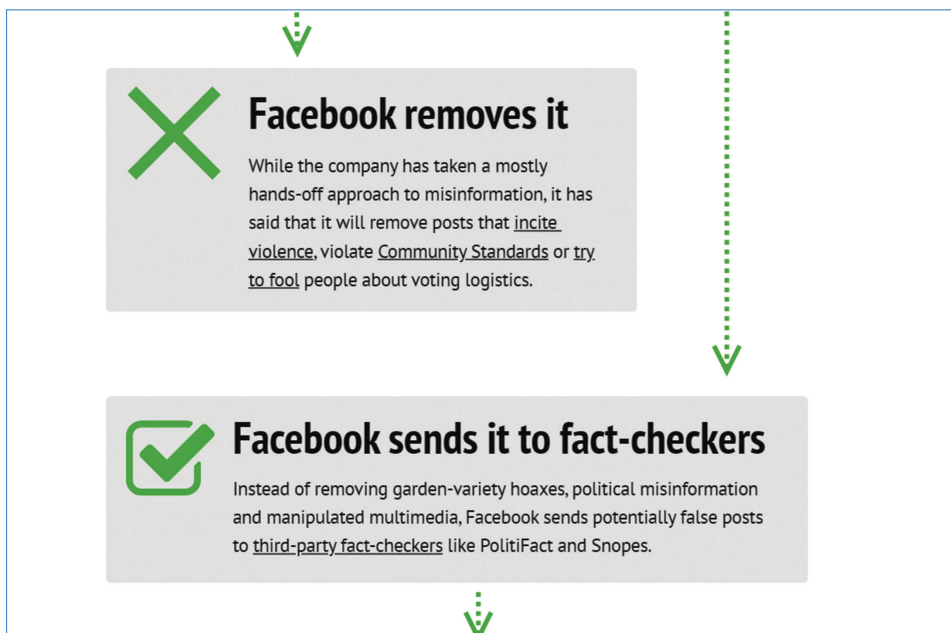 Facebook removes it
While the company has taken a mostly
hands-off approach to misinformation, it has
said that it will remove posts that incite
violence, violate Community Standards or try
to fool people about voting logistics.
Facebook sends it to fact-checkers
Instead of removing garden-variety hoaxes, political misinformation
and manipulated multimedia, Facebook sends potentially false posts
to third-party fact-checkers like PolitiFact and Snopes.